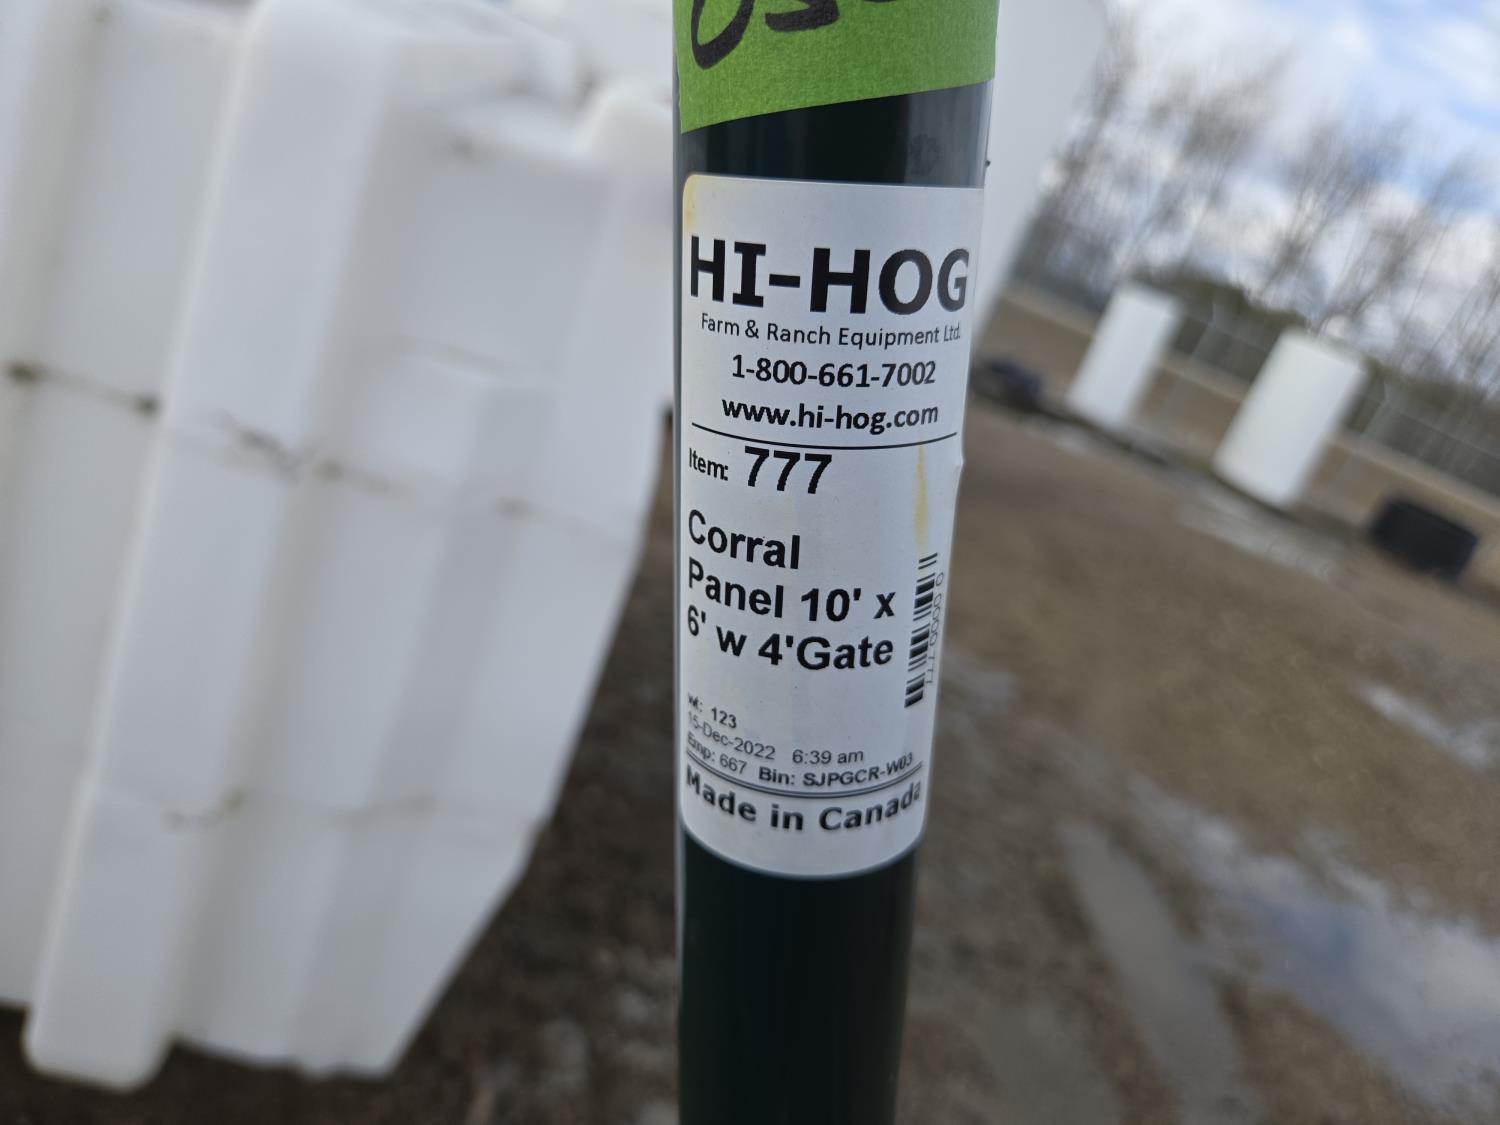 HI-HOG
Farm & Ranch Equipment Ltd.
1-800-661-7002
www.hi-hog.com
Item: 777
Corral
Panel 10' x
6' w 4'Gate
0 0000777
wt: 123
15-Dec-2022 6:39 am
Emp: 667 Bin: SJPGCR-W03
Made in Canada